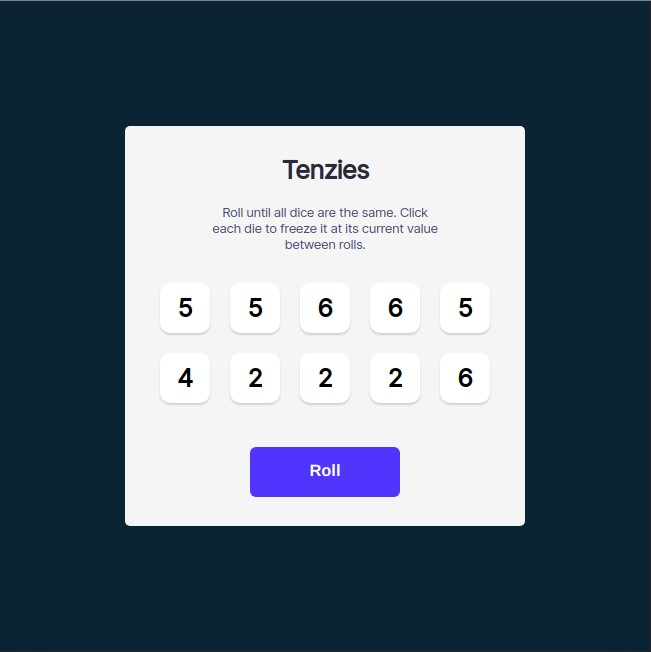 Tenzies
Roll until all dice are the same. Click
each die to freeze it at its current value
between rolls.
5 5 6 6 5
4 2 2 2 6
Roll